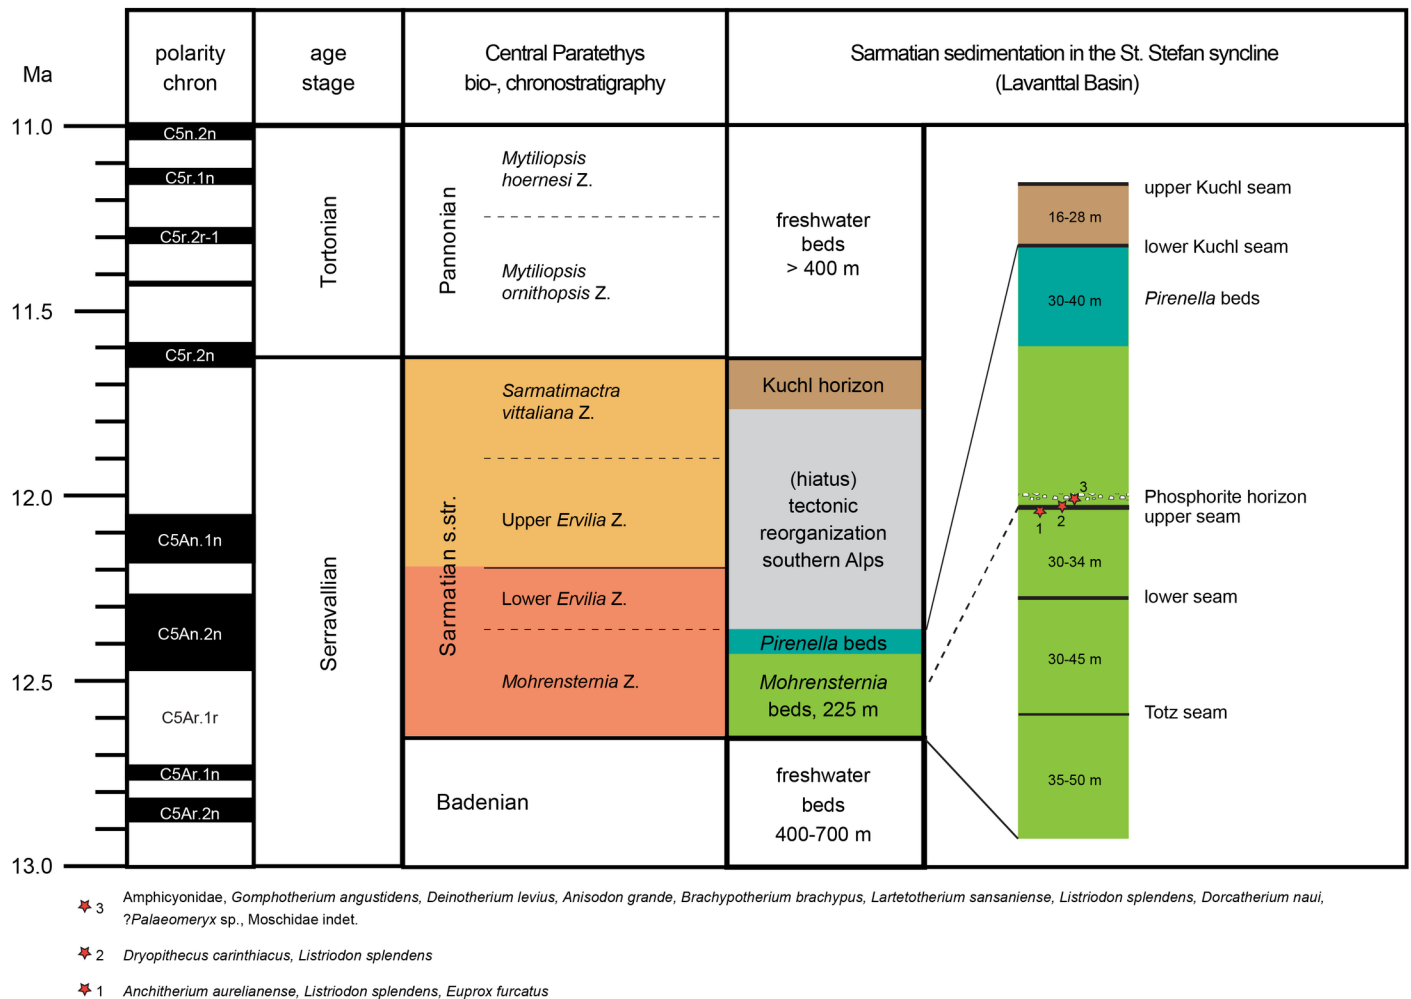 Ma
polarity
chron
age
stage
Central Paratethys
bio-, chronostratigraphy
Sarmatian sedimentation in the St. Stefan syncline
(Lavanttal Basin)
11.0
11.5
12.0
12.5
13.0
C5n.2n
C5r.1n
C5r.2r-1
C5r.2n
C5An.1n
C5An.2n
C5Ar.1r
C5Ar.1n
C5Ar.2n
Tortonian
Serravallian
Pannonian
Sarmatian s.str.
Badenian
Mytiliopsis
hoernesi Z.
Mytiliopsis
ornithopsis Z.
Sarmatimactra
vittaliana Z.
Upper Ervilia Z.
Lower Ervilia Z.
Mohrensternia Z.
freshwater
beds
> 400 m
Kuchl horizon
(hiatus)
tectonic
reorganization
southern Alps
Pirenella beds
Mohrensternia
beds, 225 m
freshwater
beds
400-700 m
upper Kuchl seam
16-28 m
lower Kuchl seam
30-40 m
Pirenella beds
3
Phosphorite horizon
2
upper seam
1
30-34 m
lower seam
30-45 m
Totz seam
35-50 m
3 Amphicyonidae, Gomphotherium angustidens, Deinotherium levius, Anisodon grande, Brachypotherium brachypus, Lartetotherium sansaniense, Listriodon splendens, Dorcatherium naui,
?Palaeomeryx sp., Moschidae indet.
2 Dryopithecus carinthiacus, Listriodon splendens
1 Anchitherium aurelianense, Listriodon splendens, Euprox furcatus